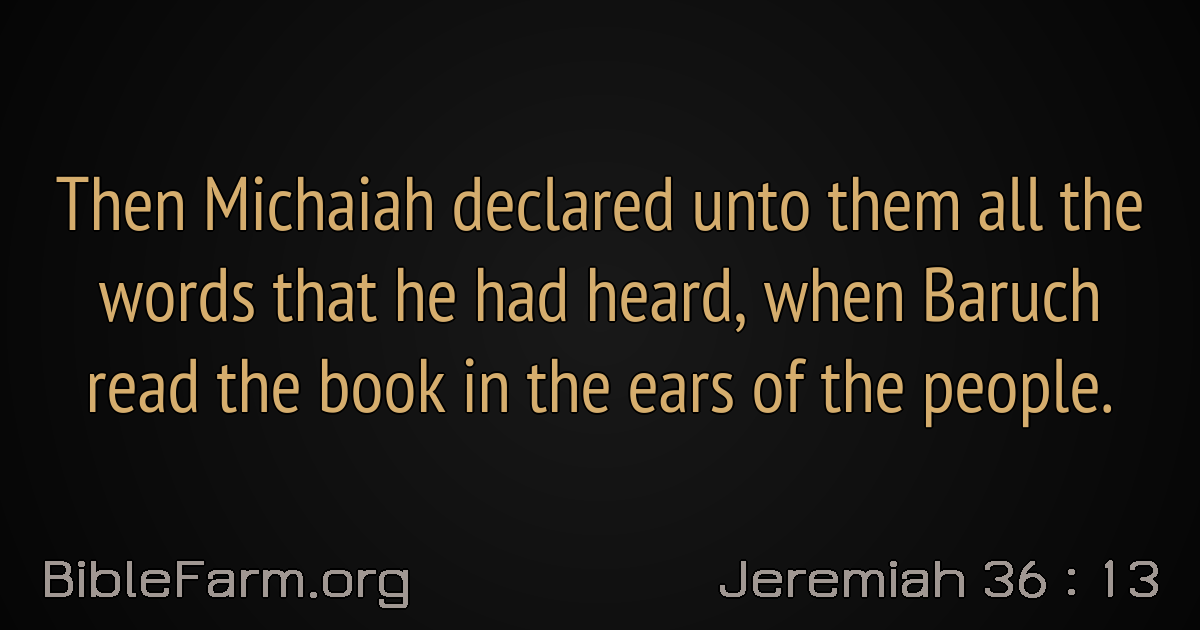 Then Michaiah declared unto them all the
words that he had heard, when Baruch
read the book in the ears of the people.
BibleFarm.org
Jeremiah 36 : 13